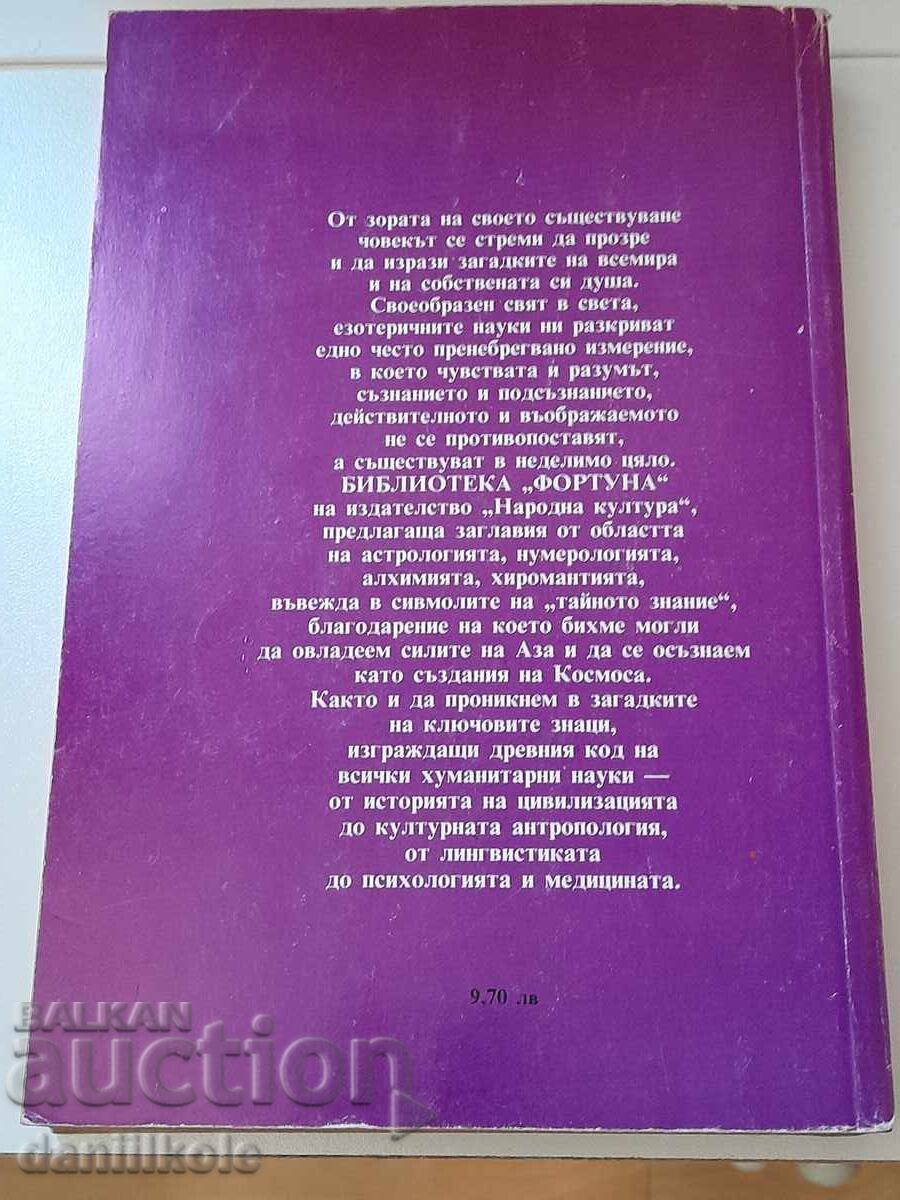 От зората на своето съществуване
човекът се стреми да прозре
и да изрази загадките на всемира
и на собствената си душа.
Своеобразен свят в света,
езотеричните науки ни разкриват
едно често пренебрегвано измерение,
в което чувствата и разумът,
съзнанието и подсъзнанието,
действителното и въображаемото
не се противопоставят,
а съществуват в неделимо цяло.
БИБЛИОТЕКА „ФОРТУНА“
на издателство „Народна култура“,
предлагаща заглавия от областта
на астрологията, нумерологията,
алхимията, хиромантията,
въвежда в сивмолите на „тайното знание“,
благодарение на което бихме могли
да овладеем силите на Аза и да се осъзнаем
като създания на Космоса.
Както и да проникнем в загадките
на ключовите знаци,
изграждащи древния код на
всички хуманитарни науки —
от историята на цивилизацията
до културната антропология,
от лингвистиката
до психологията и медицината.
9.70 лв
BALKAN
auction
daniilkole